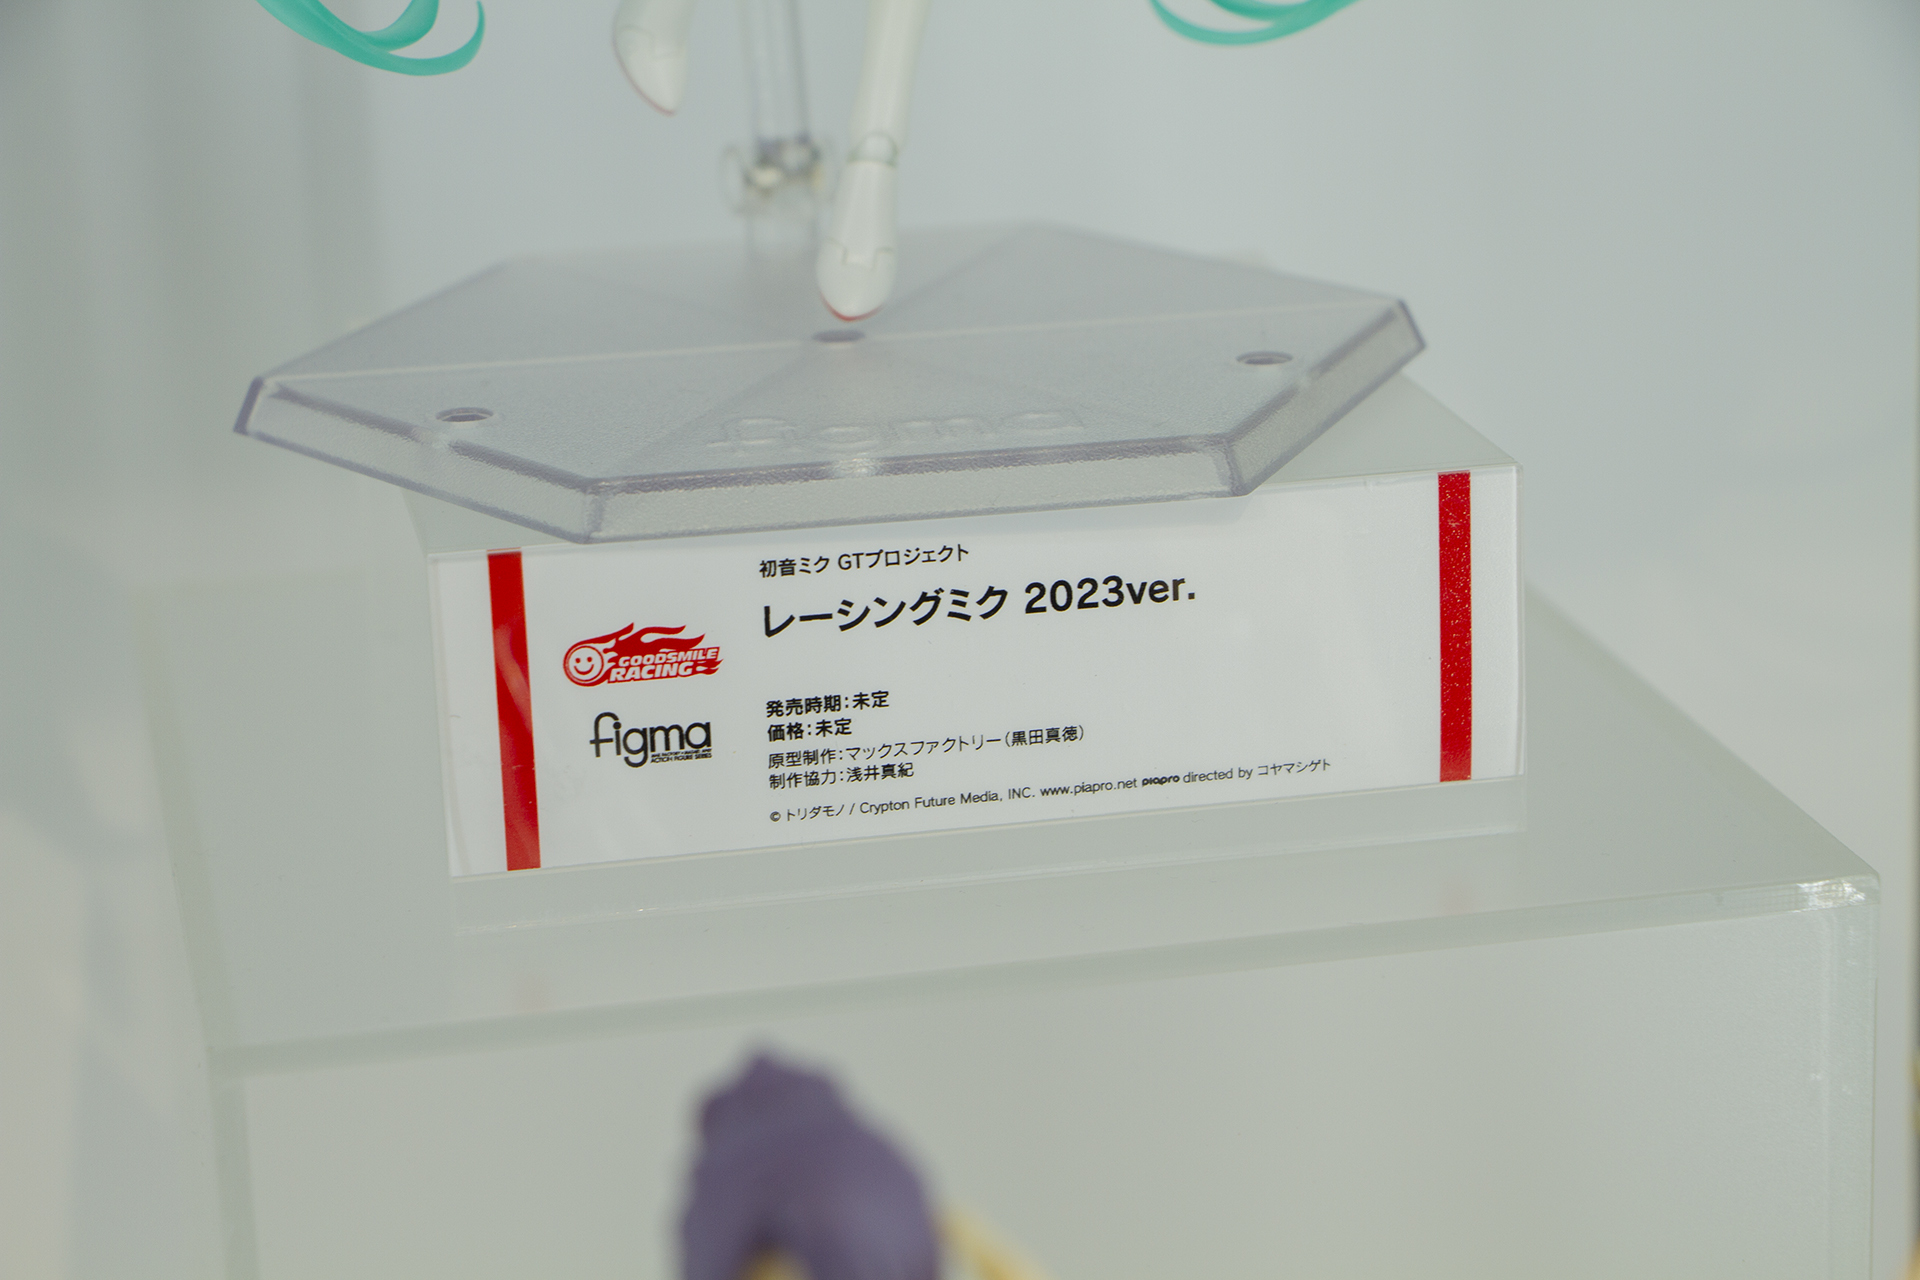 figma
初音ミク GTプロジェクト
レーシングミク 2023ver.
GOODSMILE
RACING
figma
ACTION FIGURE SERIES
発売時期：未定
価格：未定
原型制作：マックスファクトリー（黒田真徳）
制作協力：浅井真紀
© トリダモノ / Crypton Future Media, INC. www.piapro.net piapro directed by コヤマシゲト